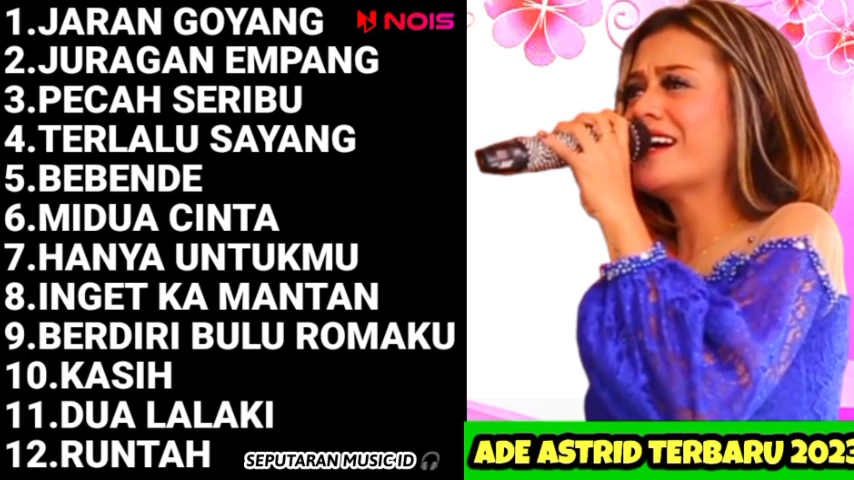 1.JARAN GOYANG
NOIS
2.JURAGAN EMPANG
3.PECAH SERIBU
4.TERLALU SAYANG
5.BEBENDE
6.MIDUA CINTA
7.HANYA UNTUKMU
8.INGET KA MANTAN
9.BERDIRI BULU ROMAKU
10.KASIH
11.DUA LALAKI
12.RUNTAH
SEPUTARAN MUSIC ID
ADE ASTRID TERBARU 2023